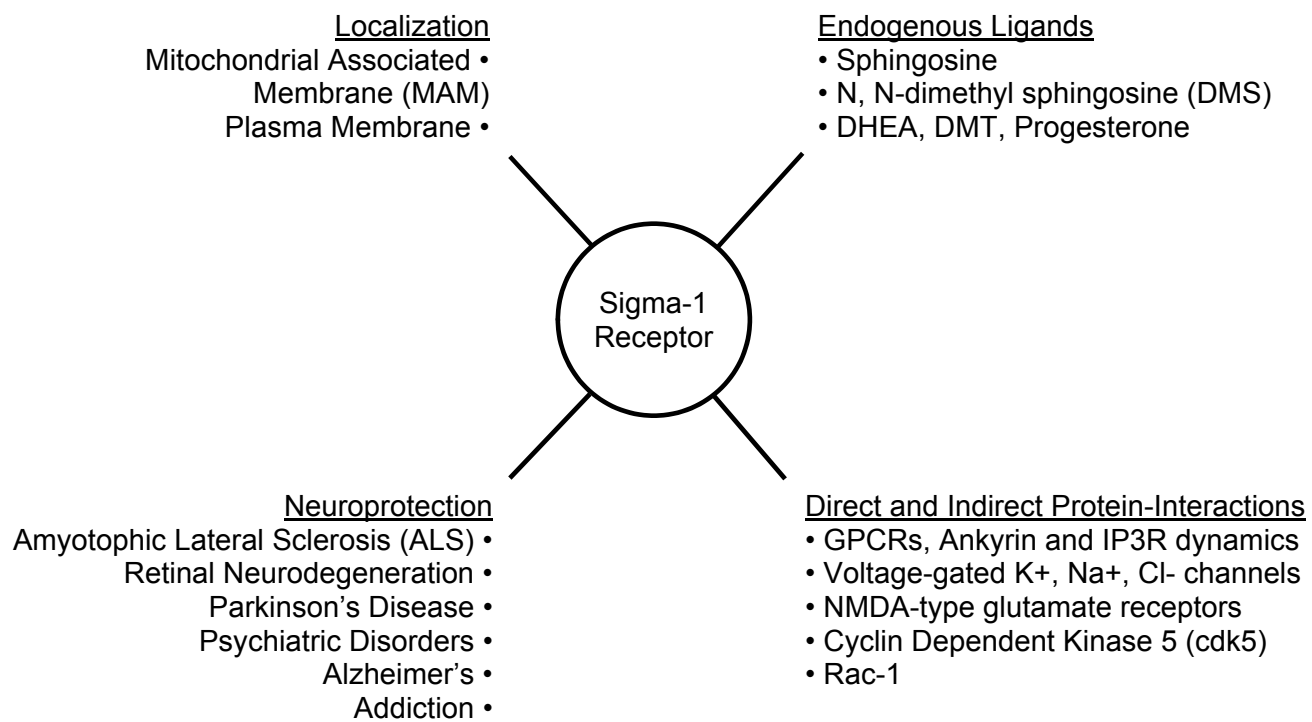 Localization
Mitochondrial Associated •
Membrane (MAM)
Plasma Membrane •
Endogenous Ligands
• Sphingosine
• N, N-dimethyl sphingosine (DMS)
• DHEA, DMT, Progesterone
Sigma-1
Receptor
Neuroprotection
Amyotophic Lateral Sclerosis (ALS) •
Retinal Neurodegeneration •
Parkinson’s Disease •
Psychiatric Disorders •
Alzheimer’s •
Addiction •
Direct and Indirect Protein-Interactions
• GPCRs, Ankyrin and IP3R dynamics
• Voltage-gated K+, Na+, Cl- channels
• NMDA-type glutamate receptors
• Cyclin Dependent Kinase 5 (cdk5)
• Rac-1